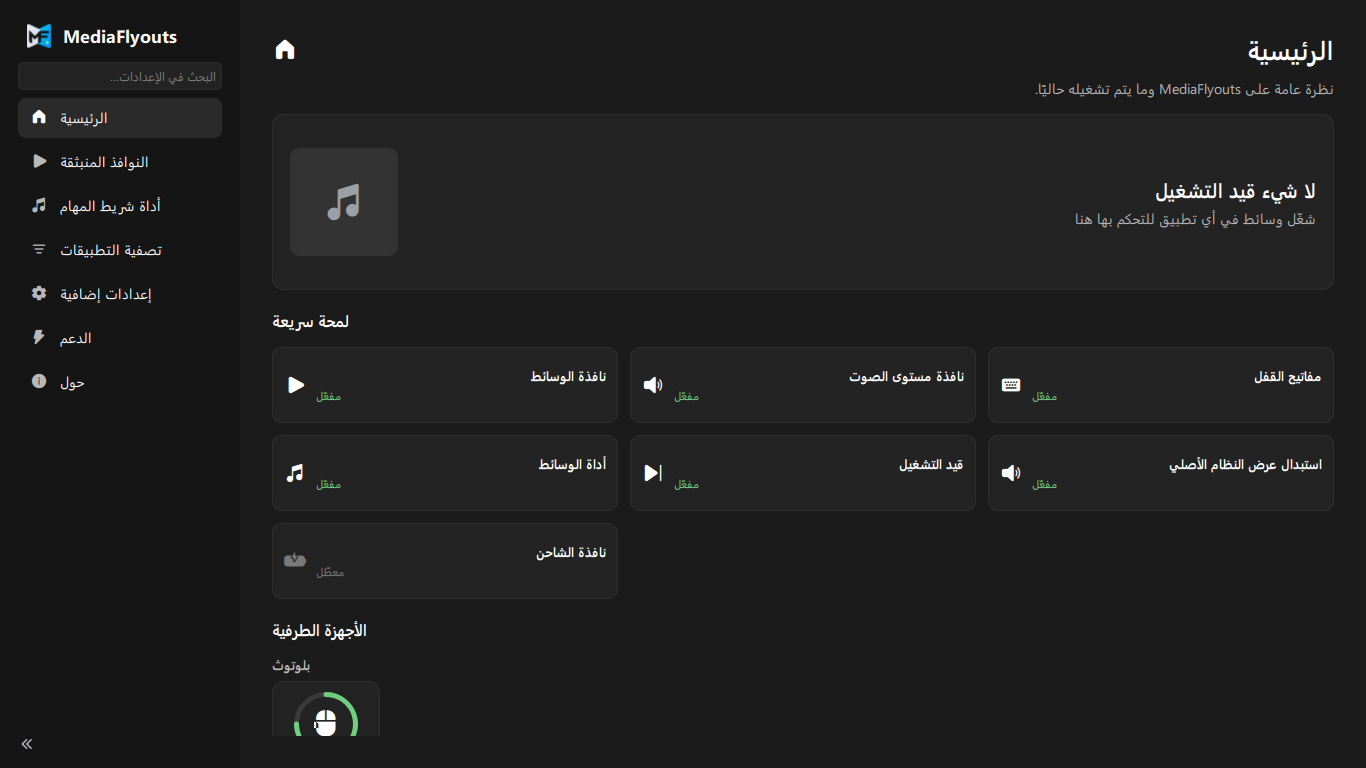 MediaFlyouts
البحث في الإعدادات...
الرئيسية
النوافذ المنبثقة
أداة شريط المهام
تصفية التطبيقات
إعدادات إضافية
الدعم
حول
الرئيسية
نظرة عامة على MediaFlyouts وما يتم تشغيله حاليًا.
لا شيء قيد التشغيل
شغّل وسائط في أي تطبيق للتحكم بها هنا
لمحة سريعة
نافذة الوسائط
مفعّل
نافذة مستوى الصوت
مفعّل
مفاتيح القفل
مفعّل
أداة الوسائط
مفعّل
قيد التشغيل
مفعّل
استبدال عرض النظام الأصلي
مفعّل
نافذة الشاحن
معطّل
الأجهزة الطرفية
بلوتوث